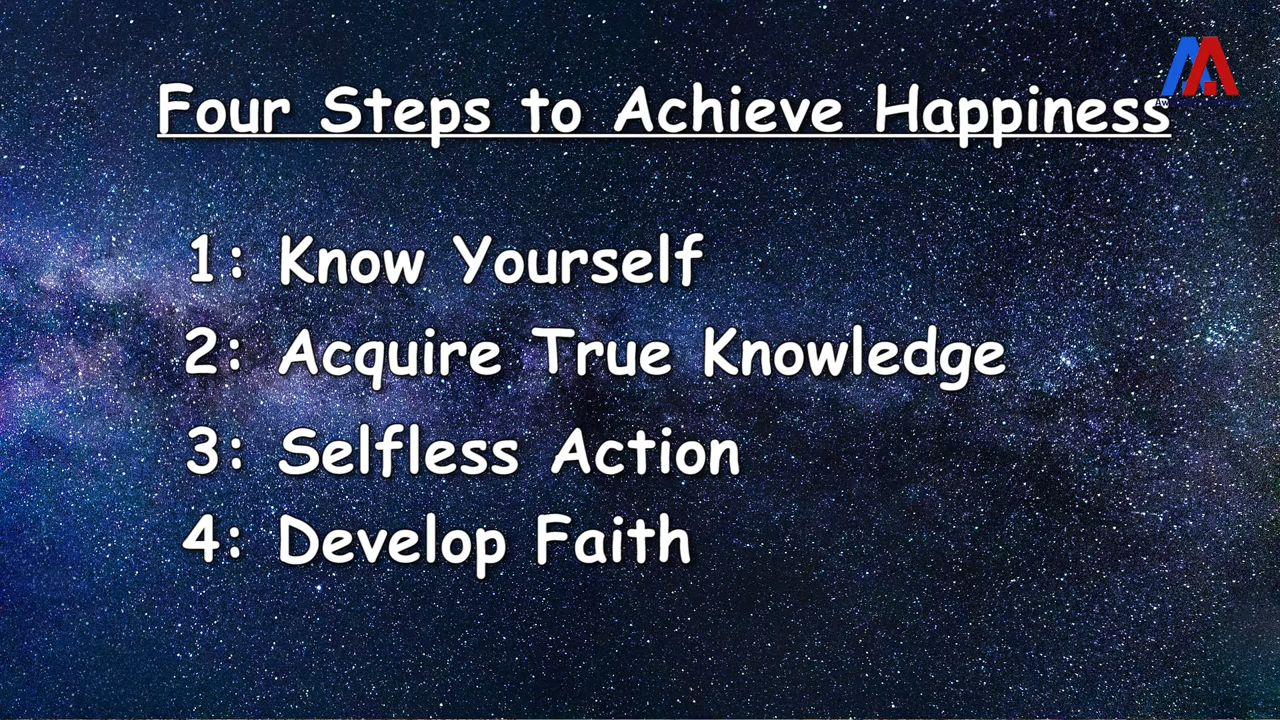 Four Steps to Achieve Happiness
1: Know Yourself
2: Acquire True Knowledge
3: Selfless Action
4: Develop Faith